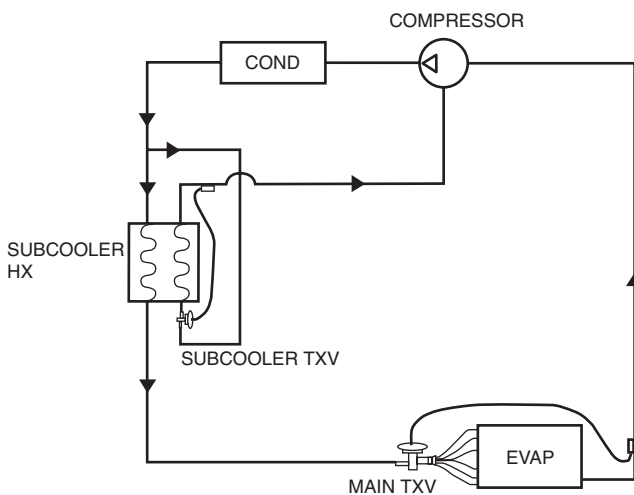 COMPRESSOR
COND
SUBCOOLER
HX
SUBCOOLER TXV
EVAP
MAIN TXV